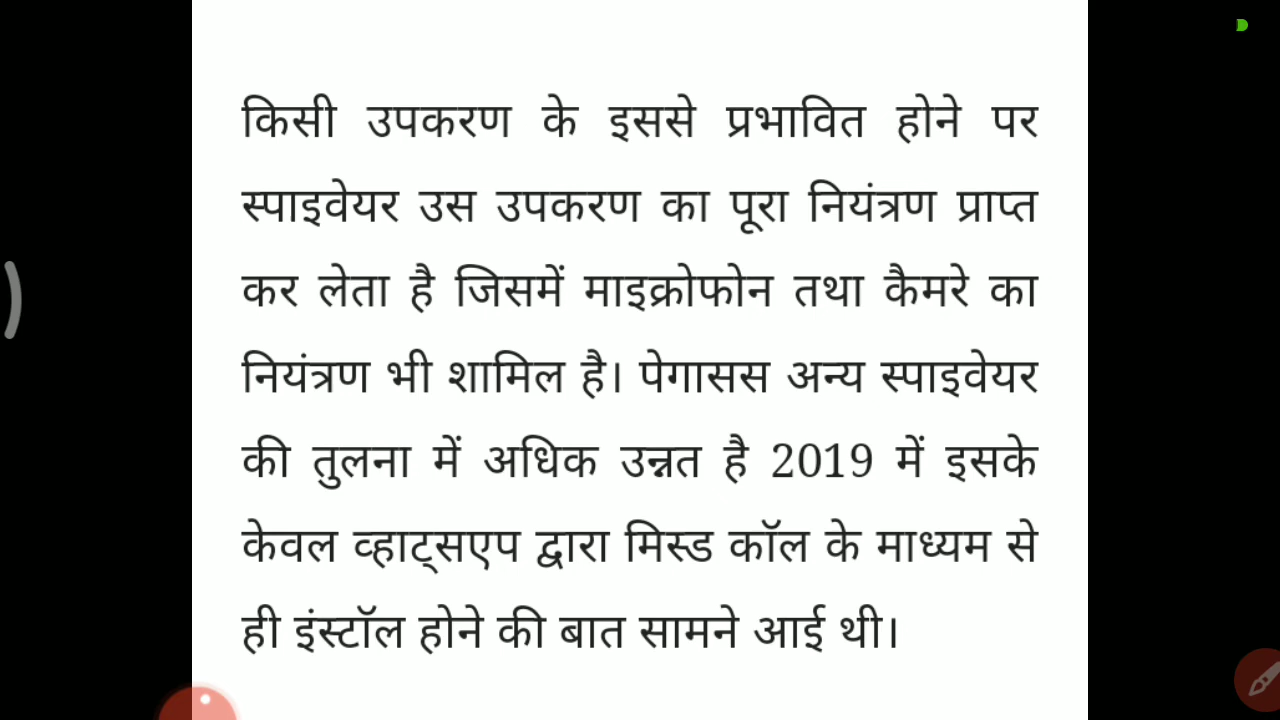 किसी उपकरण के इससे प्रभावित होने पर
स्पाइवेयर उस उपकरण का पूरा नियंत्रण प्राप्त
कर लेता है जिसमें माइक्रोफोन तथा कैमरे का
नियंत्रण भी शामिल है। पेगासस अन्य स्पाइवेयर
की तुलना में अधिक उन्नत है 2019 में इसके
केवल व्हाट्सएप द्वारा मिस्ड कॉल के माध्यम से
ही इंस्टॉल होने की बात सामने आई थी।